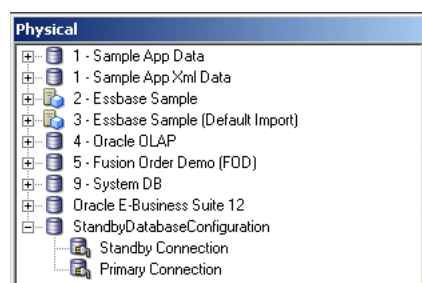 Physical
1 - Sample App Data
1 - Sample App Xml Data
2 - Essbase Sample
3 - Essbase Sample (Default Import)
4 - Oracle OLAP
5 - Fusion Order Demo (FOD)
9 - System DB
Oracle E-Business Suite 12
StandbyDatabaseConfiguration
Standby Connection
Primary Connection